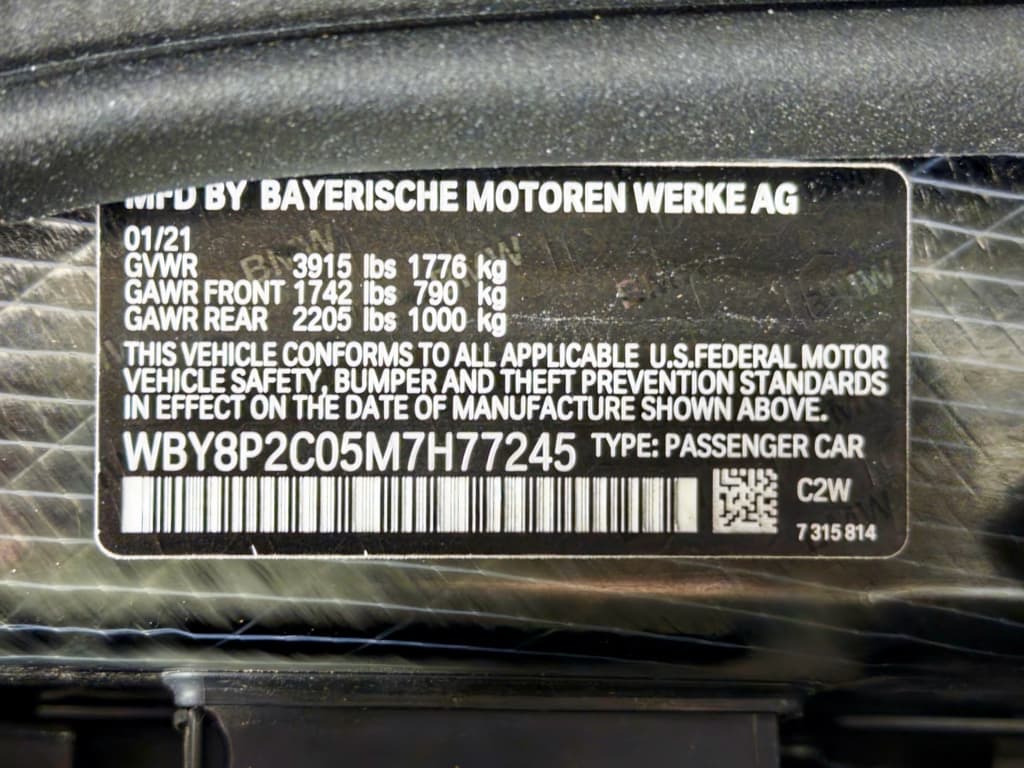 MFD BY BAYERISCHE MOTOREN WERKE AG
01/21
GVWR 3915 lbs 1776 kg
GAWR FRONT 1742 lbs 790 kg
GAWR REAR 2205 lbs 1000 kg
THIS VEHICLE CONFORMS TO ALL APPLICABLE U.S.FEDERAL MOTOR
VEHICLE SAFETY, BUMPER AND THEFT PREVENTION STANDARDS
IN EFFECT ON THE DATE OF MANUFACTURE SHOWN ABOVE.
WBY8P2C05M7H77245 TYPE: PASSENGER CAR
C2W
7 315 814